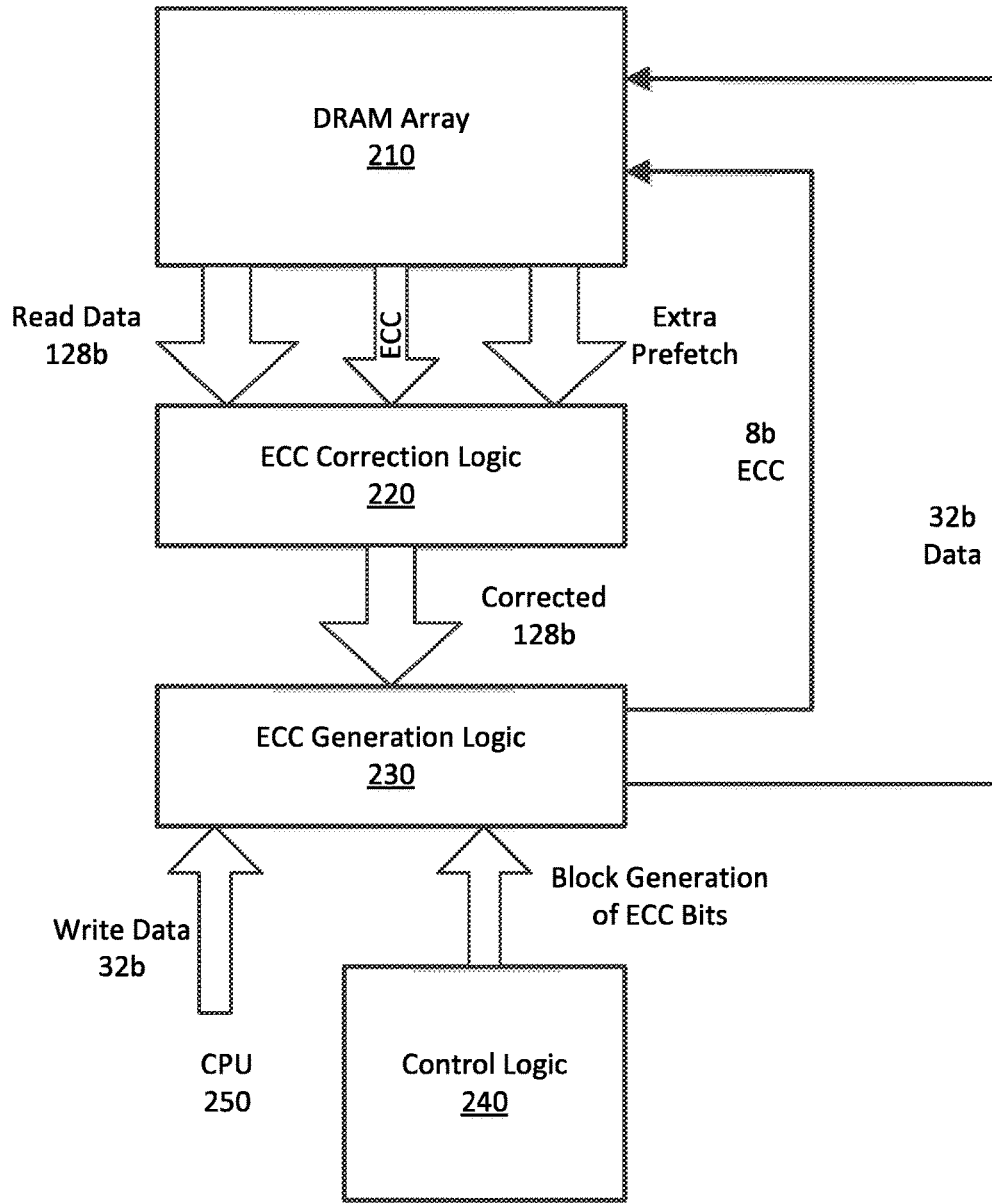 DRAM Array
210
Read Data
128b
ECC
Extra
Prefetch
ECC Correction Logic
220
8b
ECC
32b
Data
Corrected
128b
ECC Generation Logic
230
Block Generation
of ECC Bits
Write Data
32b
CPU
250
Control Logic
240